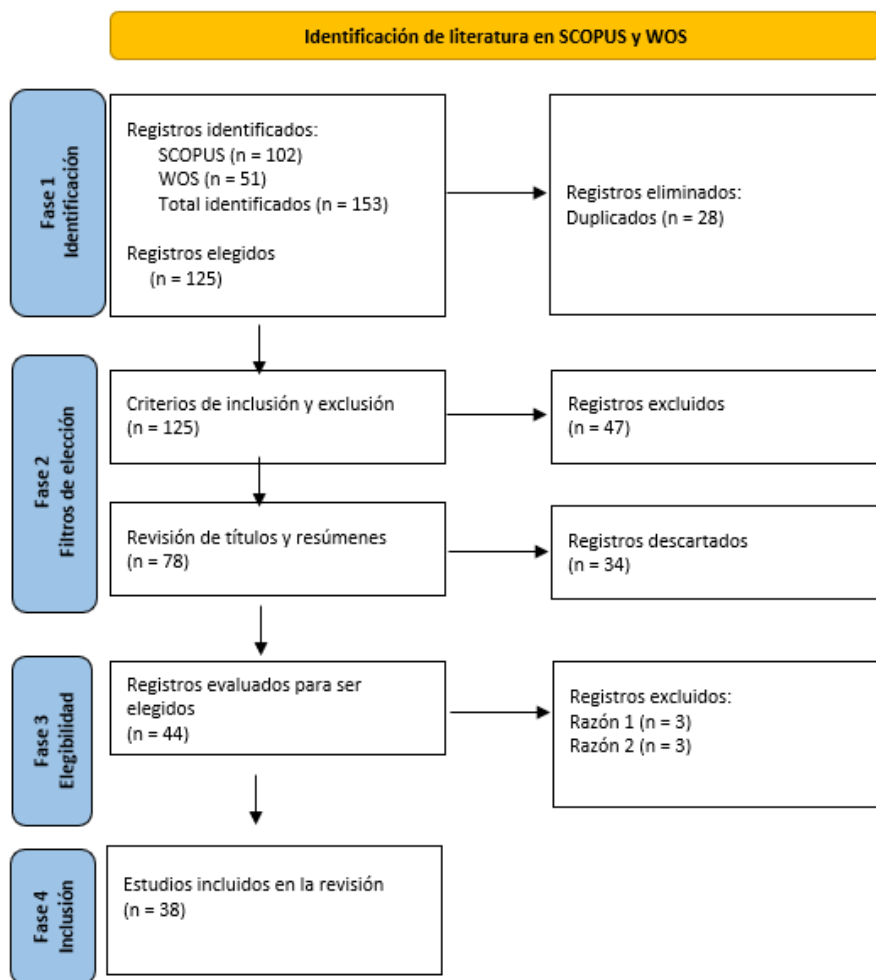 Identificación de literatura en SCOPUS y WOS
Fase 1
Identificación
Registros identificados:
SCOPUS (n = 102)
WOS (n = 51)
Total identificados (n = 153)
Registros elegidos
(n = 125)
Registros eliminados:
Duplicados (n = 28)
Fase 2
Filtros de elección
Criterios de inclusión y exclusión
(n = 125)
Registros excluidos
(n = 47)
Revisión de títulos y resúmenes
(n = 78)
Registros descartados
(n = 34)
Fase 3
Elegibilidad
Registros evaluados para ser
elegidos
(n = 44)
Registros excluidos:
Razón 1 (n = 3)
Razón 2 (n = 3)
Fase 4
Inclusión
Estudios incluidos en la revisión
(n = 38)